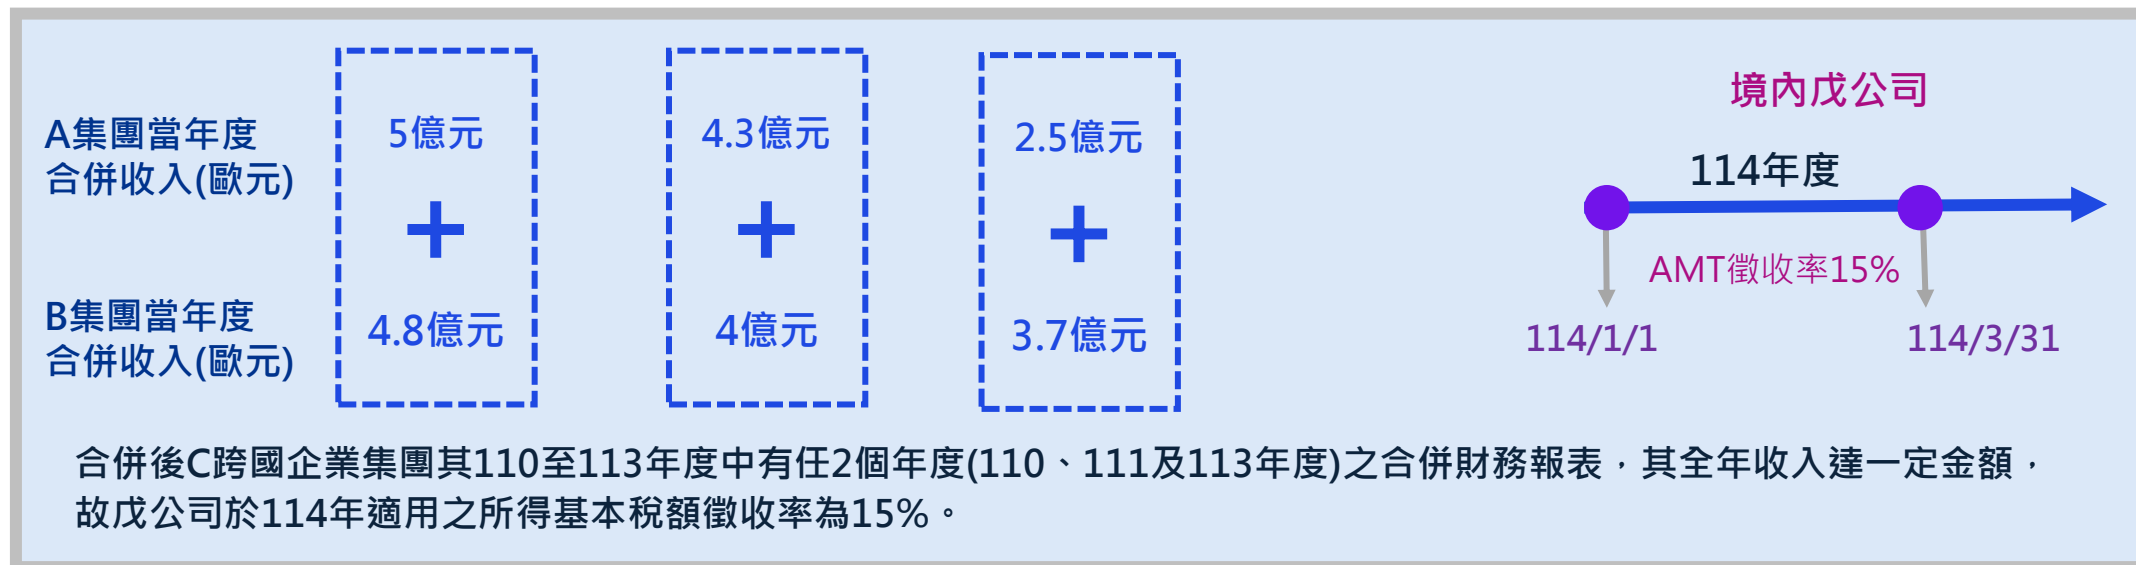 A集團當年度
合併收入(歐元)
5億元
4.3億元
2.5億元
+
+
+
B集團當年度
合併收入(歐元)
4.8億元
4億元
3.7億元
境內戊公司
114年度
AMT徵收率15%
114/1/1
114/3/31
合併後C跨國企業集團其110至113年度中有任2個年度(110、111及113年度)之合併財務報表，其全年收入達一定金額，
故戊公司於114年適用之所得基本稅額徵收率為15%。